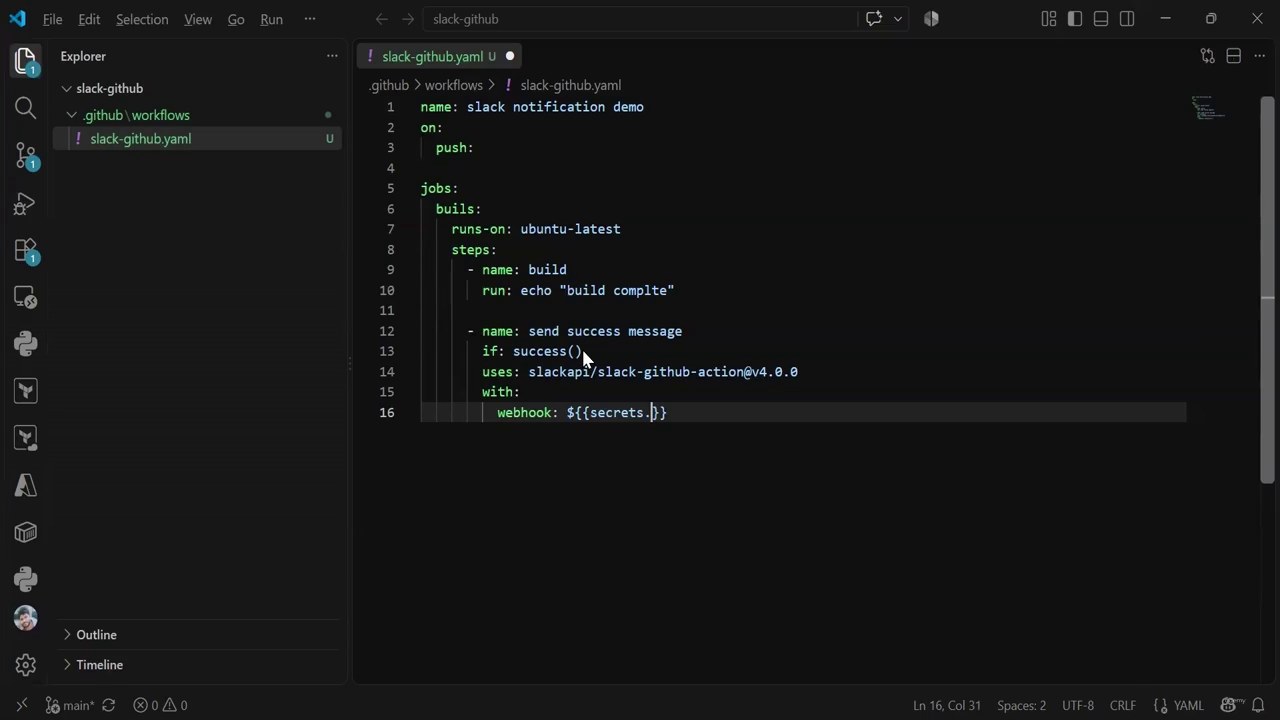 File Edit Selection View Go Run ···
slack-github
Explorer
slack-github
.github\workflows
slack-github.yaml U
Outline
Timeline
slack-github.yaml U
.github > workflows > slack-github.yaml
1 name: slack notification demo
2 on:
3 push:
4
5 jobs:
6 buils:
7 runs-on: ubuntu-latest
8 steps:
9 - name: build
10 run: echo "build complte"
11
12 - name: send success message
13 if: success()
14 uses: slackapi/slack-github-action@v4.0.0
15 with:
16 webhook: ${{secrets.}}
1
1
1
main* 0 0 Ln 16, Col 31 Spaces: 2 UTF-8 CRLF {} YAML